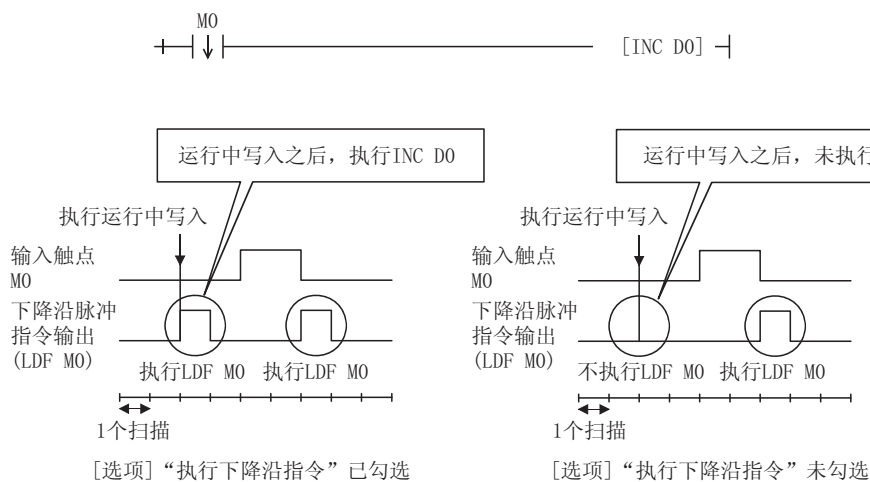 M0
[INC D0]
运行中写入之后，执行INC D0
执行运行中写入
输入触点
M0
下降沿脉冲
指令输出
(LDF M0)
执行LDF M0 执行LDF M0
1个扫描
[选项]“执行下降沿指令”已勾选
运行中写入之后，未执行
执行运行中写入
输入触点
M0
下降沿脉冲
指令输出
(LDF M0)
不执行LDF M0 执行LDF M0
1个扫描
[选项]“执行下降沿指令”未勾选